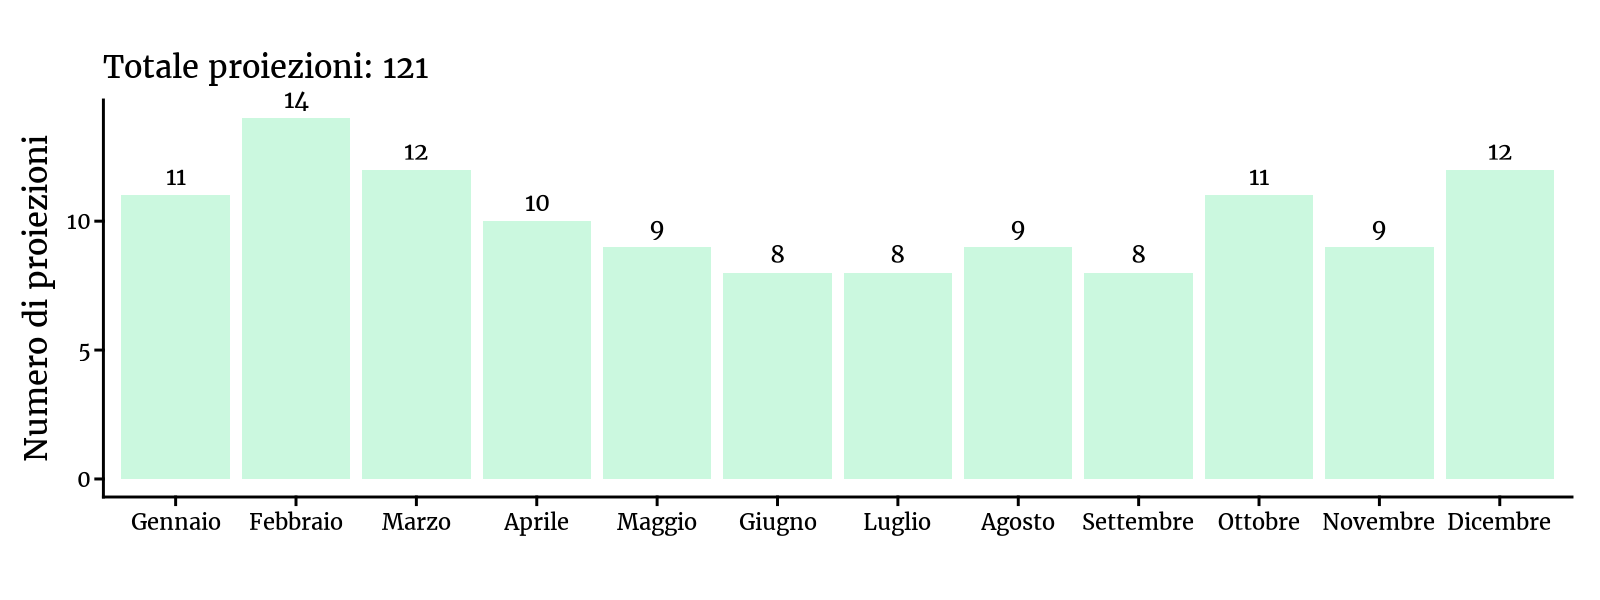 Totale proiezioni: 121
Numero di proiezioni
10
5
0
11
14
12
10
9
8
8
9
8
11
9
12
Gennaio
Febbraio
Marzo
Aprile
Maggio
Giugno
Luglio
Agosto
Settembre
Ottobre
Novembre
Dicembre